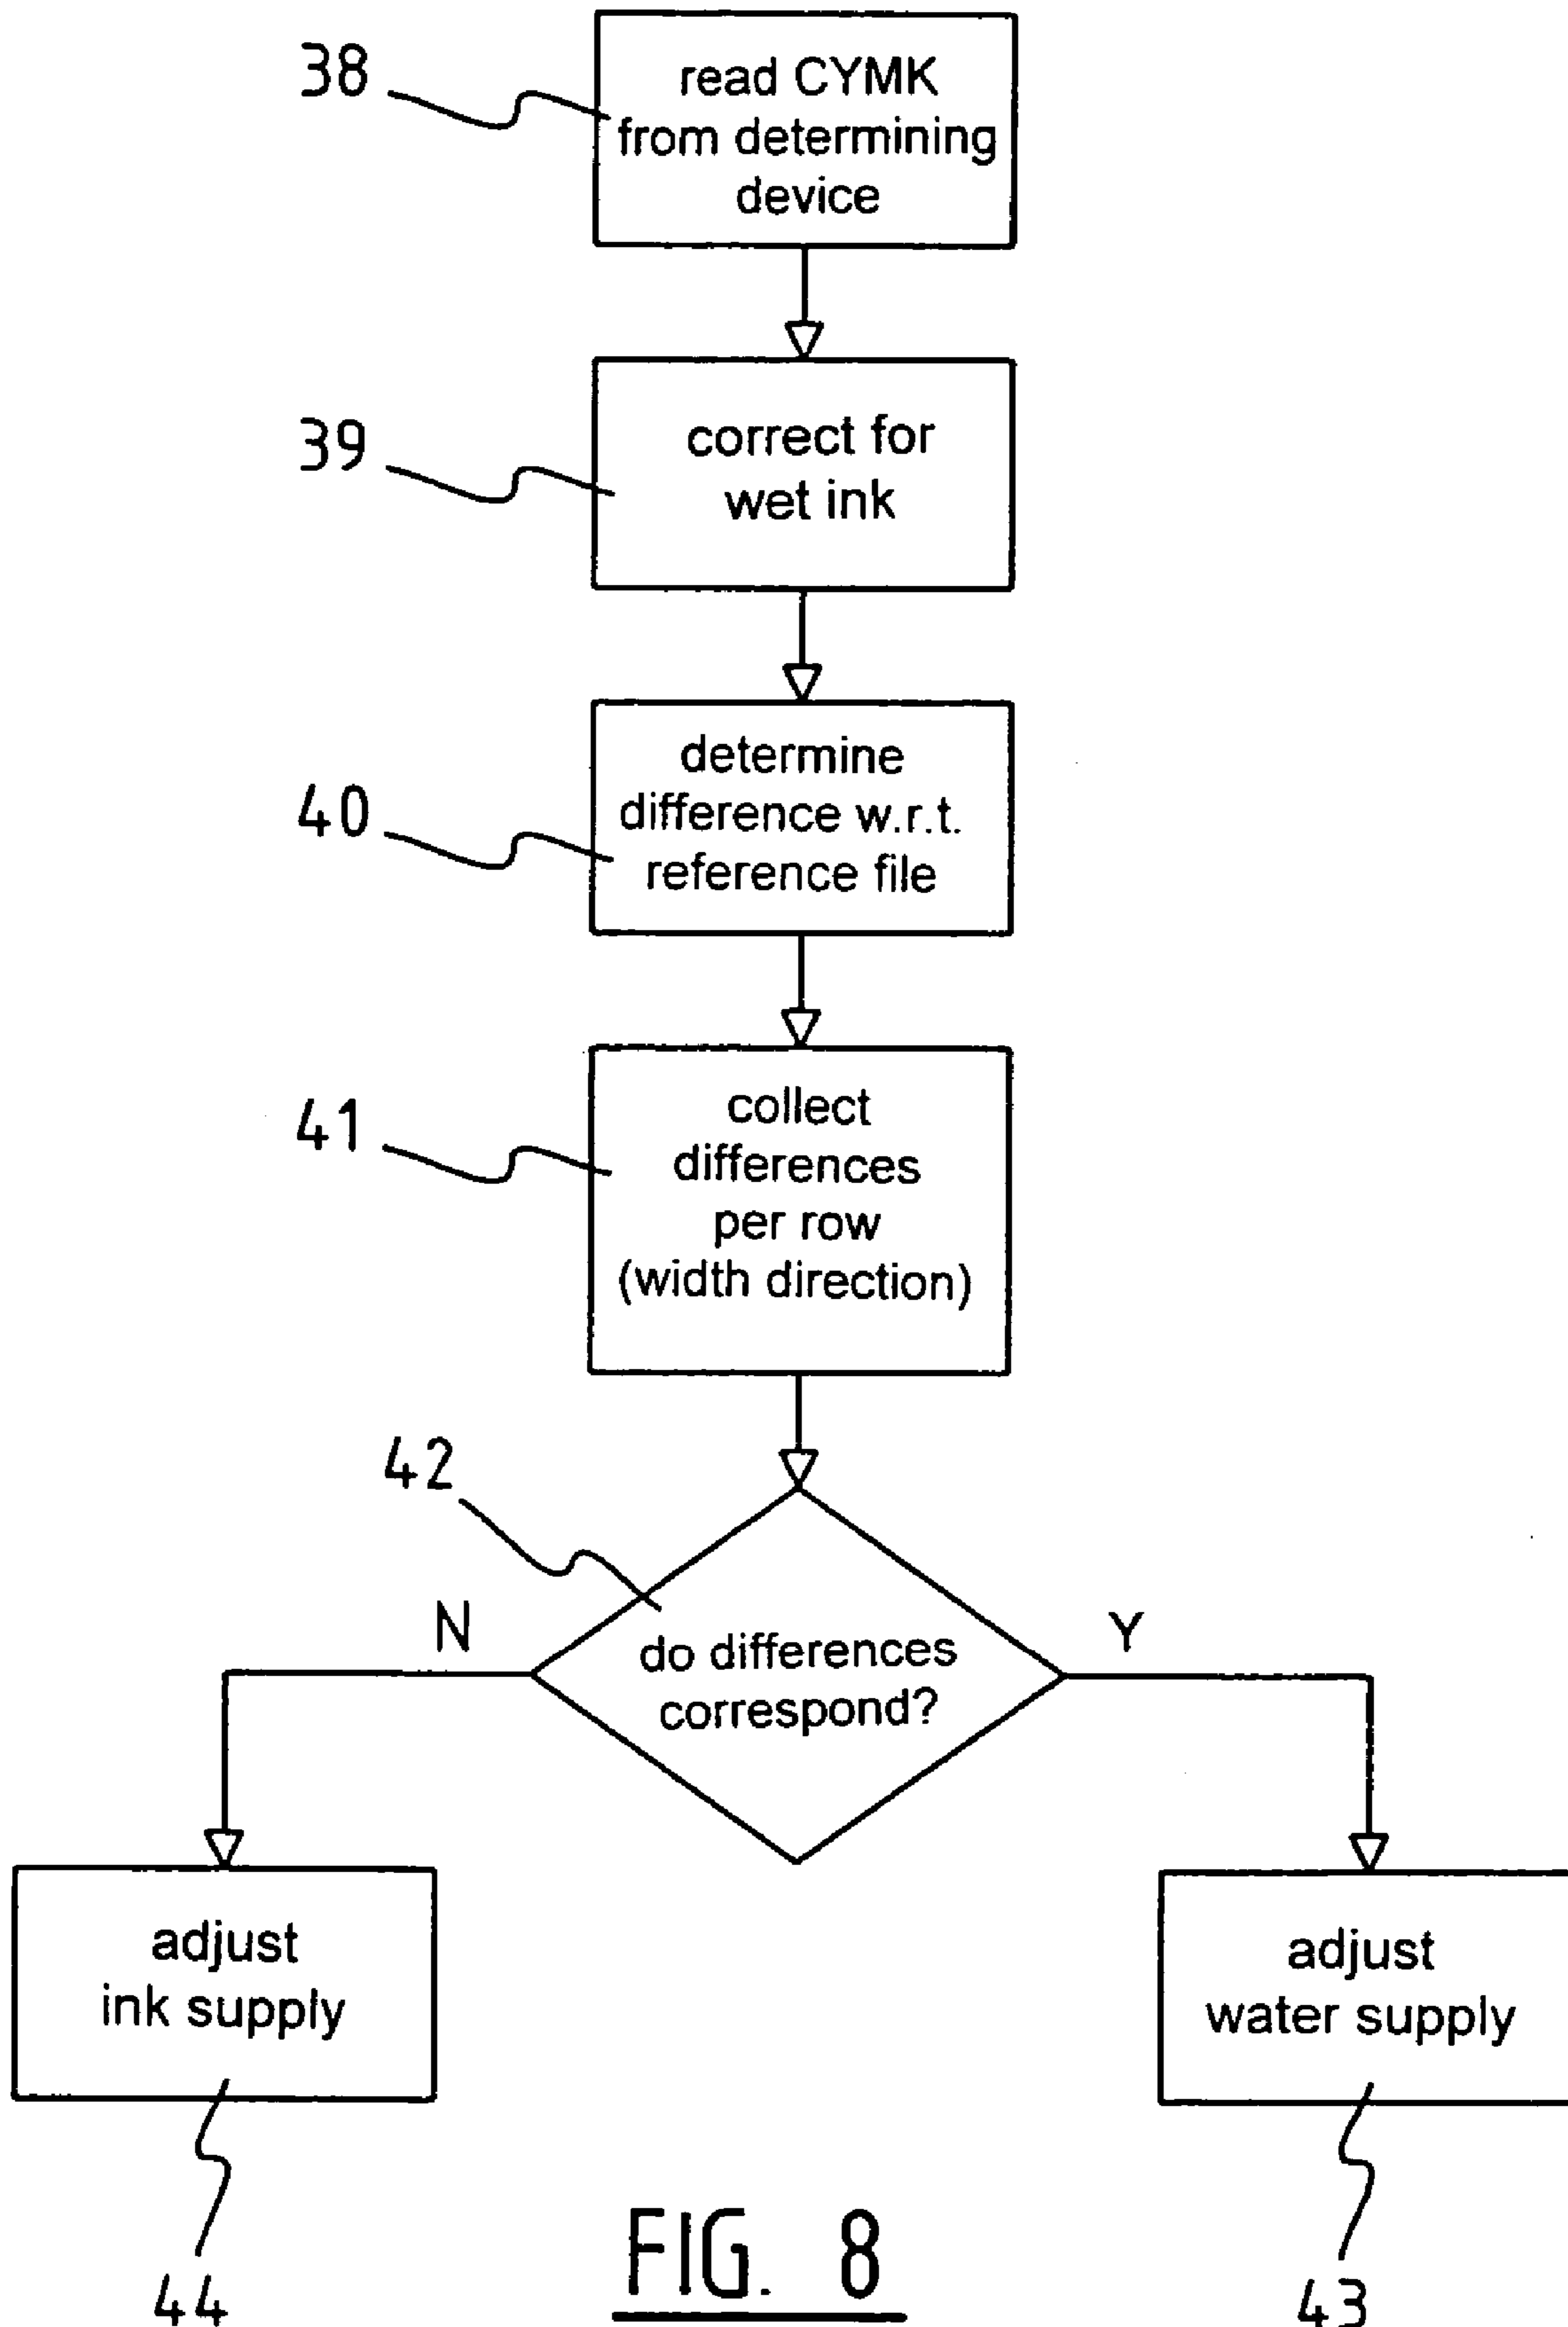 38
read CYMK
from determining
device
39
correct for
wet ink
40
determine
difference w.r.t.
reference file
41
collect
differences
per row
(width direction)
42
N
do differences
correspond?
Y
adjust
ink supply
adjust
water supply
44
FIG. 8
43